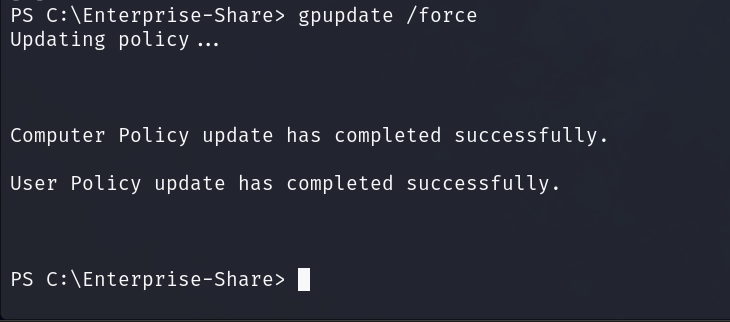 PS C:\Enterprise-Share> gpupdate /force
Updating policy...
Computer Policy update has completed successfully.
User Policy update has completed successfully.
PS C:\Enterprise-Share>